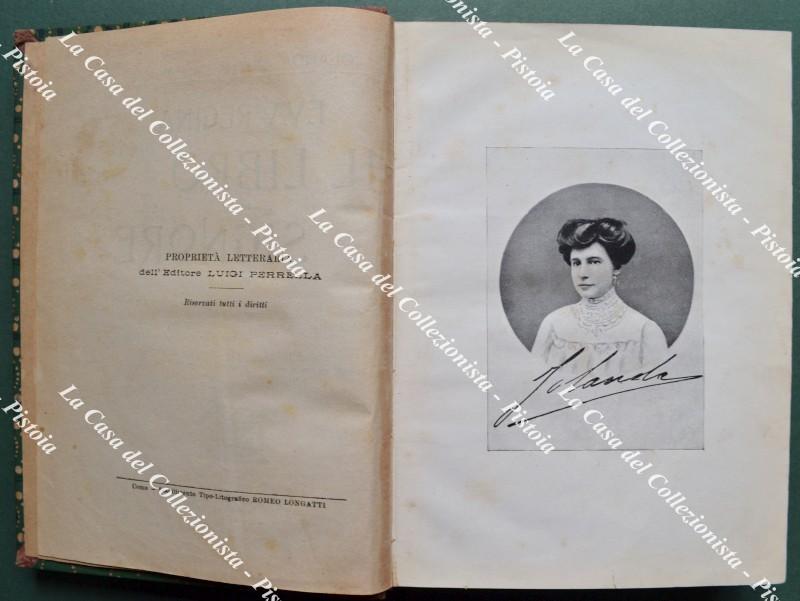 PROPRIETÀ LETTERARIA
dell'Editore LUIGI PERRELLA
Riservati tutti i diritti
Como - Tipo-Litografico ROMEO LONGATTI
Jolanda
La Casa del Collezionista - Pistoia
La Casa del Collezionista - Pistoia
La Casa del Collezionista - Pistoia
La Casa del Collezionista - Pistoia
La Casa del Collezionista - Pistoia
La Casa del Collezionista - Pistoia
IL LIBRO